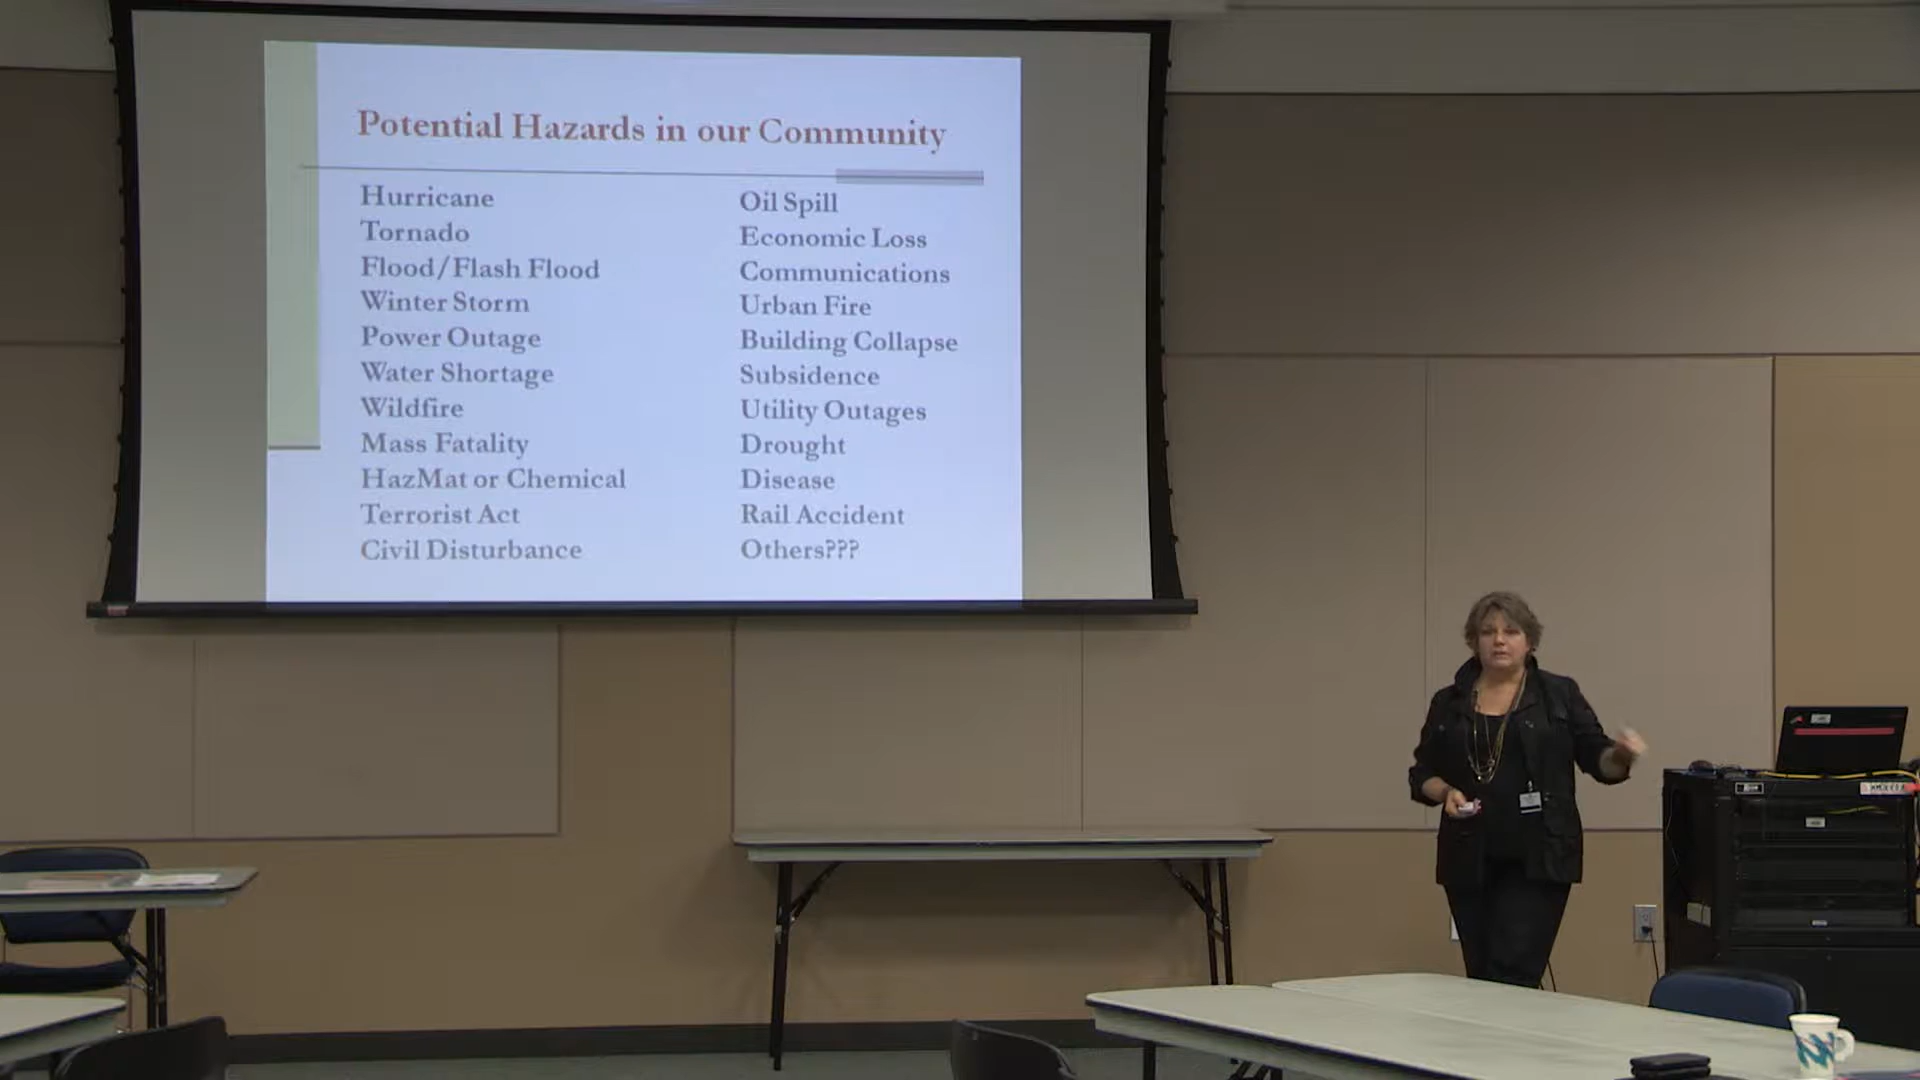 Potential Hazards in our Community
Hurricane
Tornado
Flood/Flash Flood
Winter Storm
Power Outage
Water Shortage
Wildfire
Mass Fatality
HazMat or Chemical
Terrorist Act
Civil Disturbance
Oil Spill
Economic Loss
Communications
Urban Fire
Building Collapse
Subsidence
Utility Outages
Drought
Disease
Rail Accident
Others???